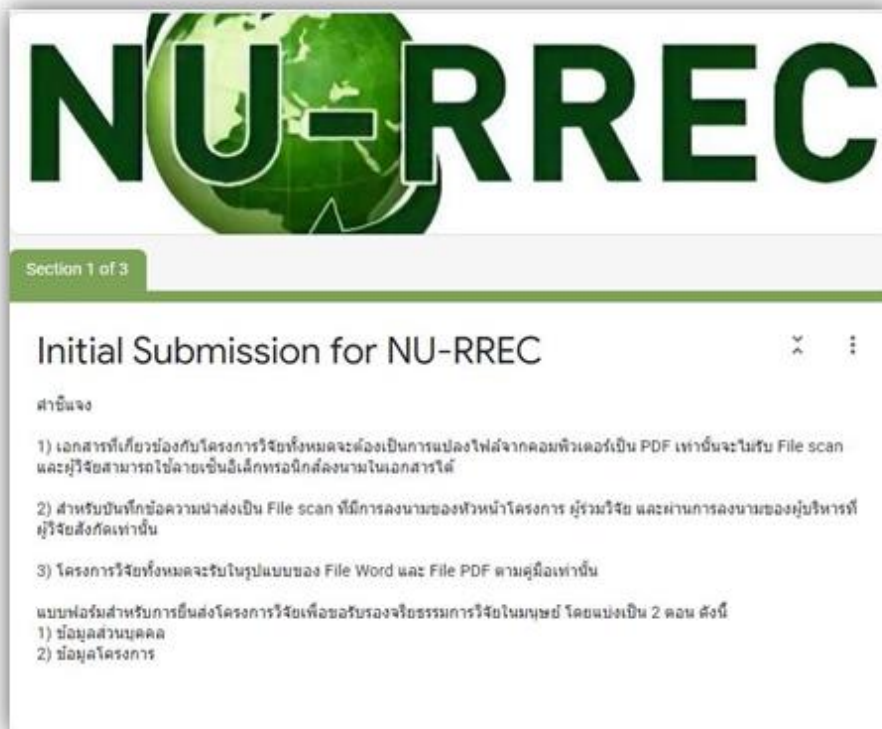 NU-RREC
Section 1 of 3
Initial Submission for NU-RREC
คำชี้แจง
1) เอกสารที่เกี่ยวข้องกับโครงการวิจัยทั้งหมดจะต้องเป็นการแปลงไฟล์จากคอมพิวเตอร์เป็น PDF เท่านั้นจะไม่รับ File scan
และผู้วิจัยสามารถใช้ลายเซ็นอิเล็กทรอนิกส์ลงนามในเอกสารได้
2) สำหรับบันทึกข้อความนำส่งเป็น File scan ที่มีการลงนามของหัวหน้าโครงการ ผู้ร่วมวิจัย และผ่านการลงนามของผู้บริหารที่
ผู้วิจัยสังกัดเท่านั้น
3) โครงการวิจัยทั้งหมดจะรับในรูปแบบของ File Word และ File PDF ตามคู่มือเท่านั้น
แบบฟอร์มสำหรับการยื่นส่งโครงการวิจัยเพื่อขอรับรองจริยธรรมการวิจัยในมนุษย์ โดยแบ่งเป็น 2 ตอน ดังนี้
1) ข้อมูลส่วนบุคคล
2) ข้อมูลโครงการ